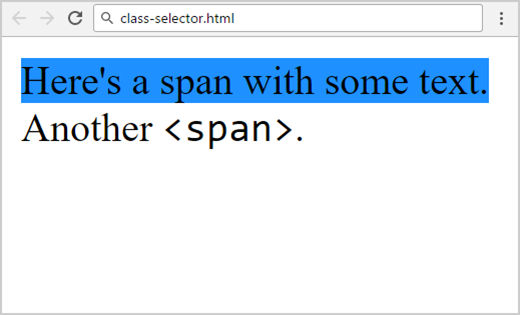 class-selector.html
Here's a span with some text.
Another <span>.